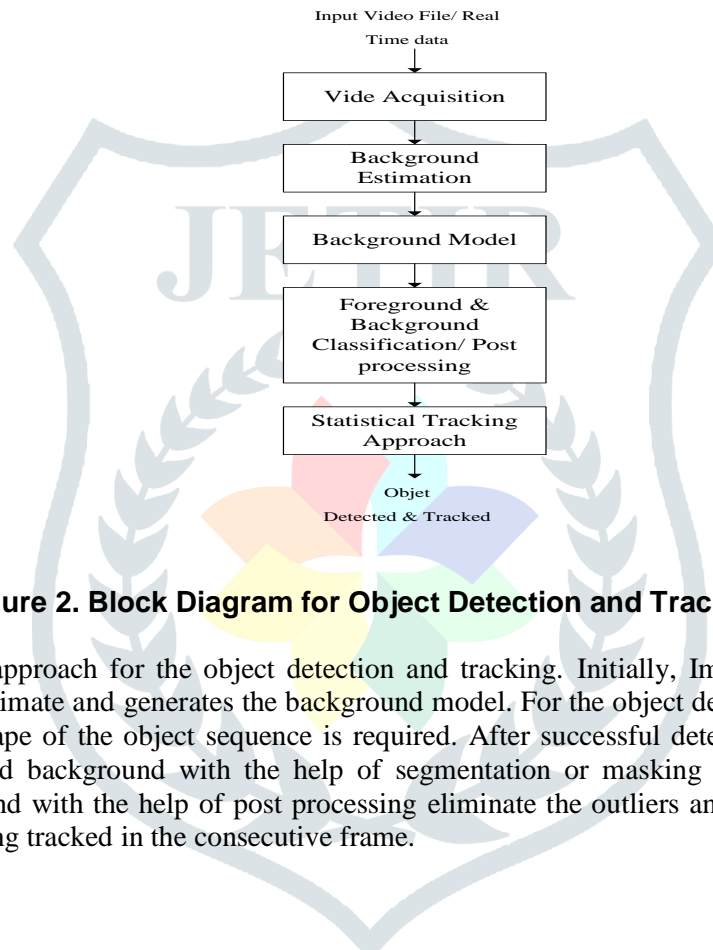 Input Video File/ Real
Time data
Vide Acquisition
Background
Estimation
JETIR
Background Model
Foreground &
Background
Classification/ Post
processing
Statistical Tracking
Approach
Objet
Detected & Tracked
ure 2. Block Diagram for Object Detection and Trac
approach for the object detection and tracking. Initially, Im
timate and generates the background model. For the object de
ape of the object sequence is required. After successful dete
d background with the help of segmentation or masking
nd with the help of post processing eliminate the outliers an
ng tracked in the consecutive frame.